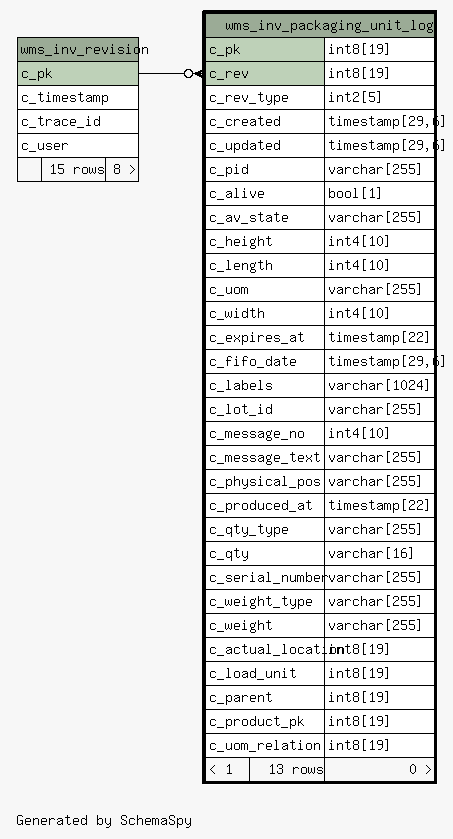 wms_inv_revision
c_pk
c_timestamp
c_trace_id
c_user
15 rows 8 >
wms_inv_packaging_unit_log
c_pk int8[19]
c_rev int8[19]
c_rev_type int2[5]
c_created timestamp[29,6]
c_updated timestamp[29,6]
c_pid varchar[255]
c_alive bool[1]
c_av_state varchar[255]
c_height int4[10]
c_length int4[10]
c_uom varchar[255]
c_width int4[10]
c_expires_at timestamp[22]
c_fifo_date timestamp[29,6]
c_labels varchar[1024]
c_lot_id varchar[255]
c_message_no int4[10]
c_message_text varchar[255]
c_physical_pos varchar[255]
c_produced_at timestamp[22]
c_qty_type varchar[255]
c_qty varchar[16]
c_serial_number varchar[255]
c_weight_type varchar[255]
c_weight varchar[255]
c_actual_location int8[19]
c_load_unit int8[19]
c_parent int8[19]
c_product_pk int8[19]
c_uom_relation int8[19]
< 1 13 rows 0 >
Generated by SchemaSpy